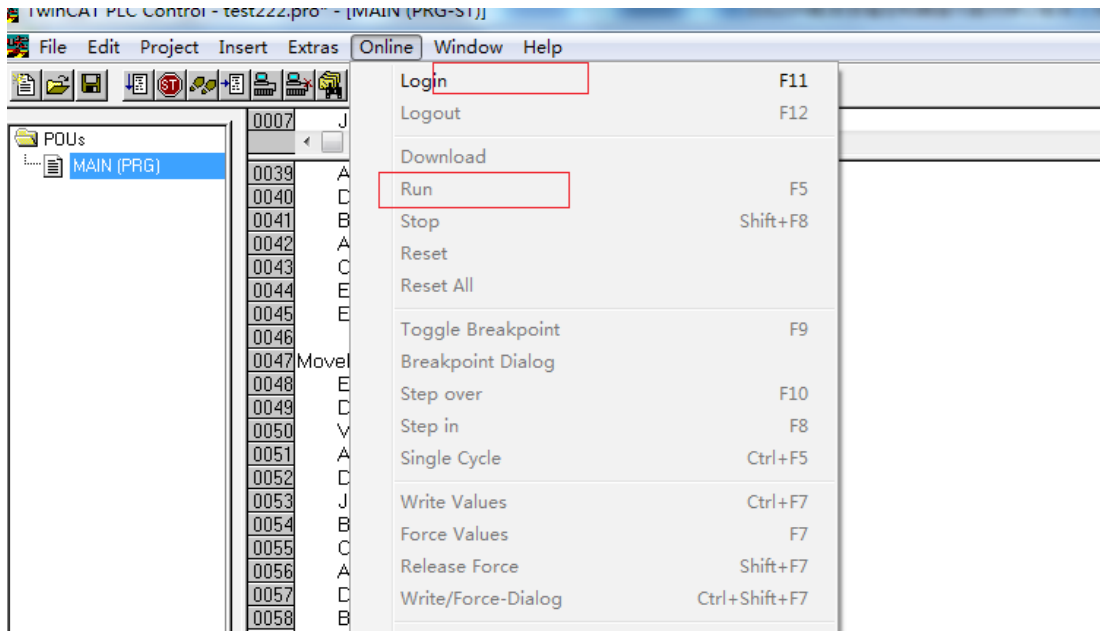 TwinCAT PLC Control - test222.pro* - [MAIN (PRG-ST)]
File Edit Project Insert Extras Online Window Help
Login F11
Logout F12
Download
Run F5
Stop Shift+F8
Reset
Reset All
Toggle Breakpoint F9
Breakpoint Dialog
Step over F10
Step in F8
Single Cycle Ctrl+F5
Write Values Ctrl+F7
Force Values F7
Release Force Shift+F7
Write/Force-Dialog Ctrl+Shift+F7
POUs
MAIN (PRG)
0007 J
0039 A
0040 D
0041 B
0042 A
0043 C
0044 E
0045 E
0046
0047 Movel
0048 E
0049 D
0050 V
0051 A
0052 D
0053 J
0054 B
0055 C
0056 A
0057 D
0058 B